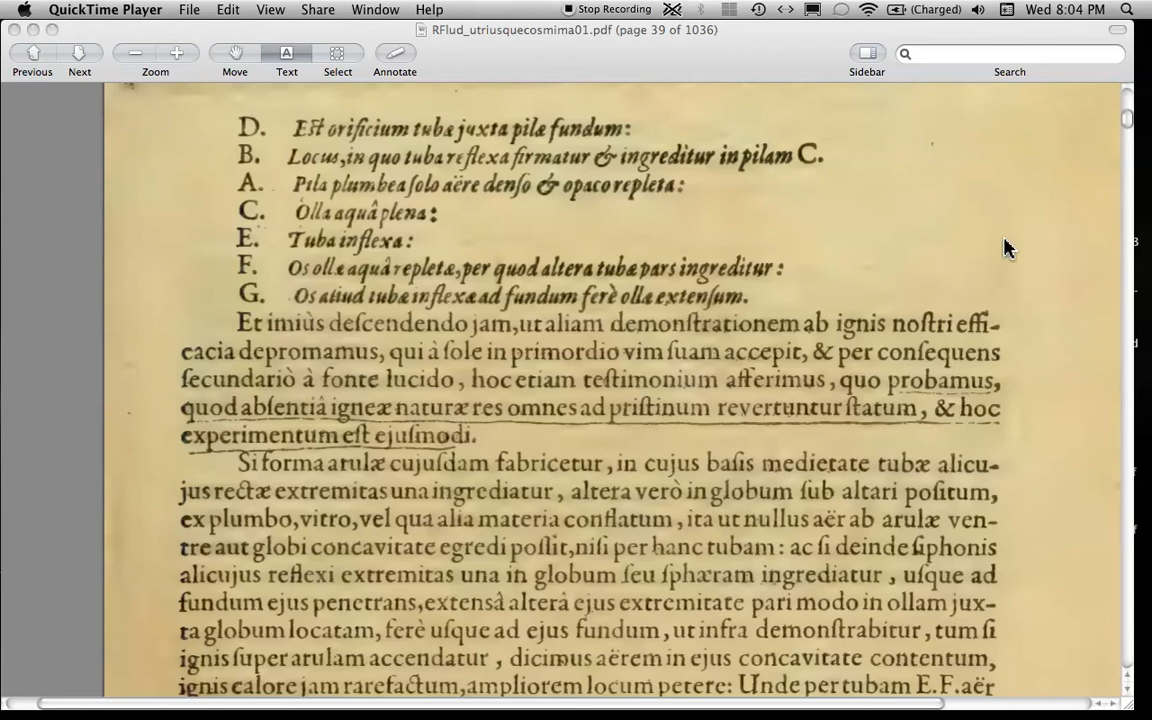 QuickTime Player File Edit View Share Window Help Stop Recording (Charged) Wed 8:04 PM
RFlud_utriusquecosmima01.pdf (page 39 of 1036)
Previous Next Zoom Move Text Select Annotate Sidebar Search
D. Est orificium tubæ juxta pilæ fundum:
B. Locus, in quo tuba reflexa firmatur & ingreditur in pilam C.
A. Pila plumbea solo aëre denso & opaco repleta:
C. Olla aquâ plena:
E. Tuba inflexa:
F. Os ollæ aquâ repletæ, per quod altera tubæ pars ingreditur:
G. Os aliud tubæ inflexæ ad fundum ferè ollæ extensum.
Et imiùs deſcendendo jam, ut aliam demonſtrationem ab ignis noſtri effi-
cacia depromamus, qui à ſole in primordio vim ſuam accepit, & per conſequens
ſecundariò à fonte lucido, hoc etiam teſtimonium afferimus, quo probamus,
quod abſentiâ igneæ naturæ res omnes ad priſtinum revertuntur ſtatum, & hoc
experimentum eſt ejuſmodi.
Si forma arulæ cujuſdam fabricetur, in cujus baſis medietate tubæ alicu-
jus rectæ extremitas una ingrediatur, altera verò in globum ſub altari poſitum,
ex plumbo, vitro, vel qua alia materia conflatum, ita ut nullus aër ab arulæ ven-
tre aut globi concavitate egredi poſſit, niſi per hanc tubam: ac ſi deinde ſiphonis
alicujus reflexi extremitas una in globum ſeu ſphæram ingrediatur, uſque ad
fundum ejus penetrans, extensâ alterâ ejus extremitate pari modo in ollam jux-
ta globum locatam, ferè uſque ad ejus fundum, ut infra demonſtrabitur, tum ſi
ignis ſuper arulam accendatur, dicimus aërem in ejus concavitate contentum,
ignis calore jam rarefactum, ampliorem locum petere: Unde per tubam E. F. aër